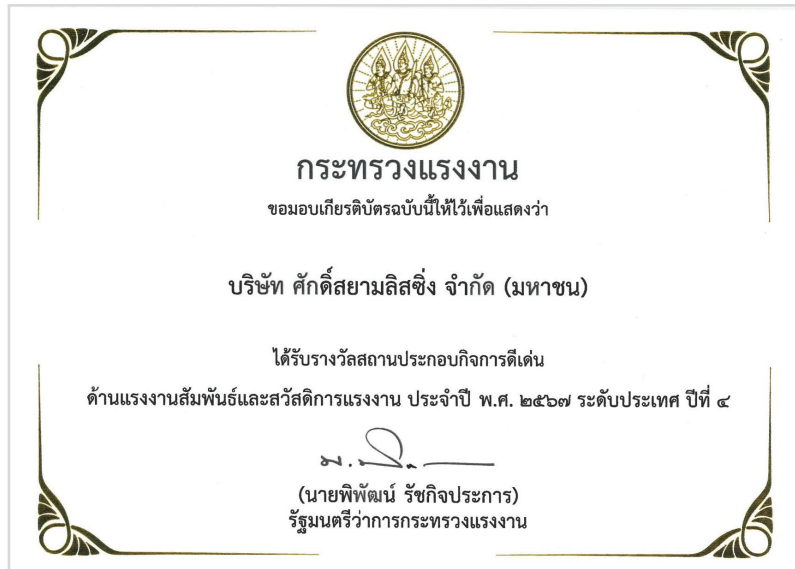 กระทรวงแรงงาน
ขอมอบเกียรติบัตรฉบับนี้ให้ไว้เพื่อแสดงว่า
บริษัท ศักดิ์สยามลิสซิ่ง จำกัด (มหาชน)
ได้รับรางวัลสถานประกอบกิจการดีเด่น
ด้านแรงงานสัมพันธ์และสวัสดิการแรงงาน ประจำปี พ.ศ. ๒๕๖๗ ระดับประเทศ ปีที่ ๔
(นายพิพัฒน์ รัชกิจประการ)
รัฐมนตรีว่าการกระทรวงแรงงาน